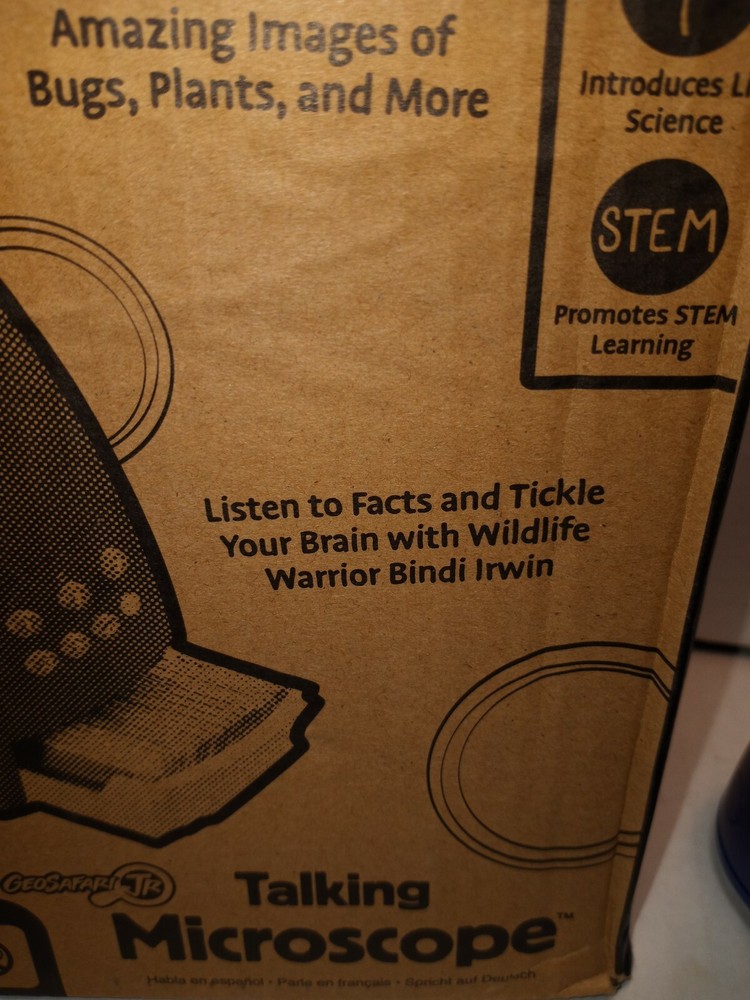 Amazing Images of
Bugs, Plants, and More
Introduces
Science
STEM
Promotes STEM
Learning
Listen to Facts and Tickle
Your Brain with Wildlife
Warrior Bindi Irwin
GEOSAFARI JR
Talking
Microscope™
Habla en español • Parle en français • Spricht auf Deutsch